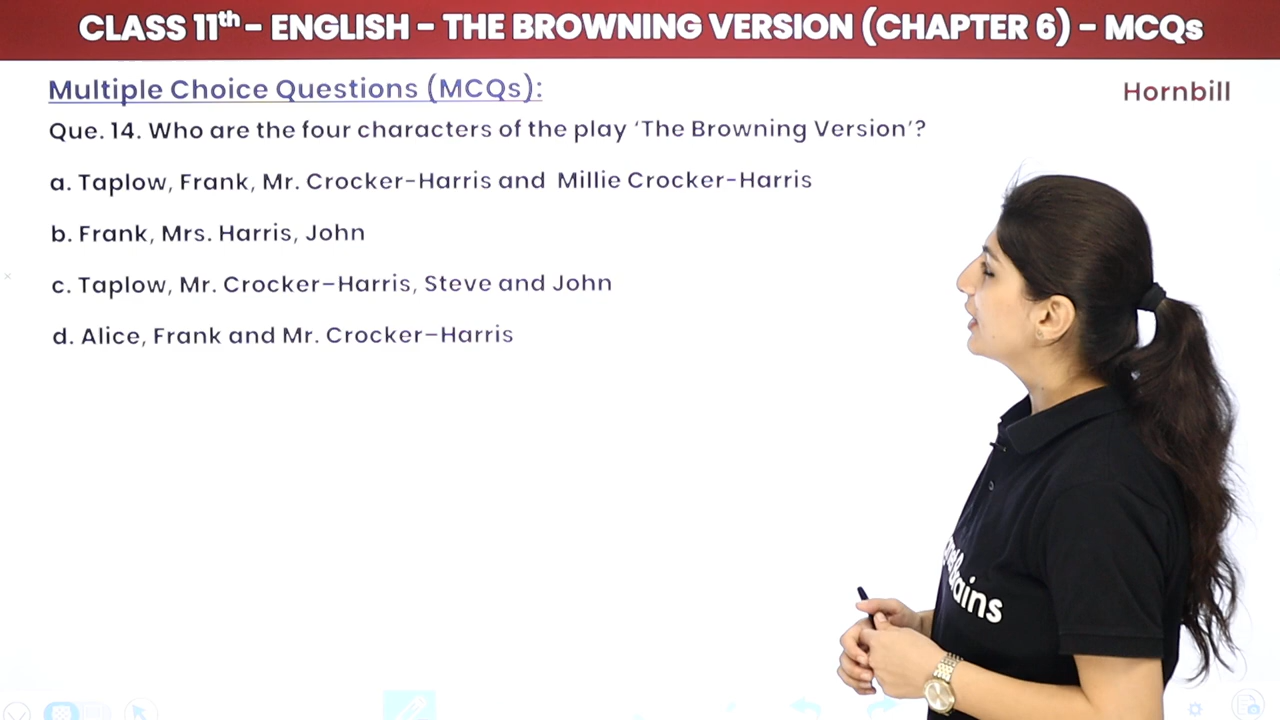 CLASS 11th - ENGLISH - THE BROWNING VERSION (CHAPTER 6) - MCQs
Multiple Choice Questions (MCQs):
Hornbill
Que. 14. Who are the four characters of the play ‘The Browning Version’?
a. Taplow, Frank, Mr. Crocker-Harris and Millie Crocker-Harris
b. Frank, Mrs. Harris, John
c. Taplow, Mr. Crocker–Harris, Steve and John
d. Alice, Frank and Mr. Crocker–Harris